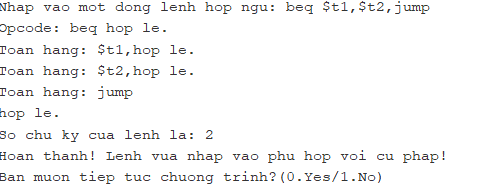 Nhap vao mot dong lenh hop ngu: beq $t1,$t2,jump
Opcode: beq hop le.
Toan hang: $t1,hop le.
Toan hang: $t2,hop le.
Toan hang: jump
hop le.
So chu ky cua lenh la: 2
Hoan thanh! Lenh vua nhap vao phu hop voi cu phap!
Ban muon tiep tuc chuong trinh?(0.Yes/1.No)